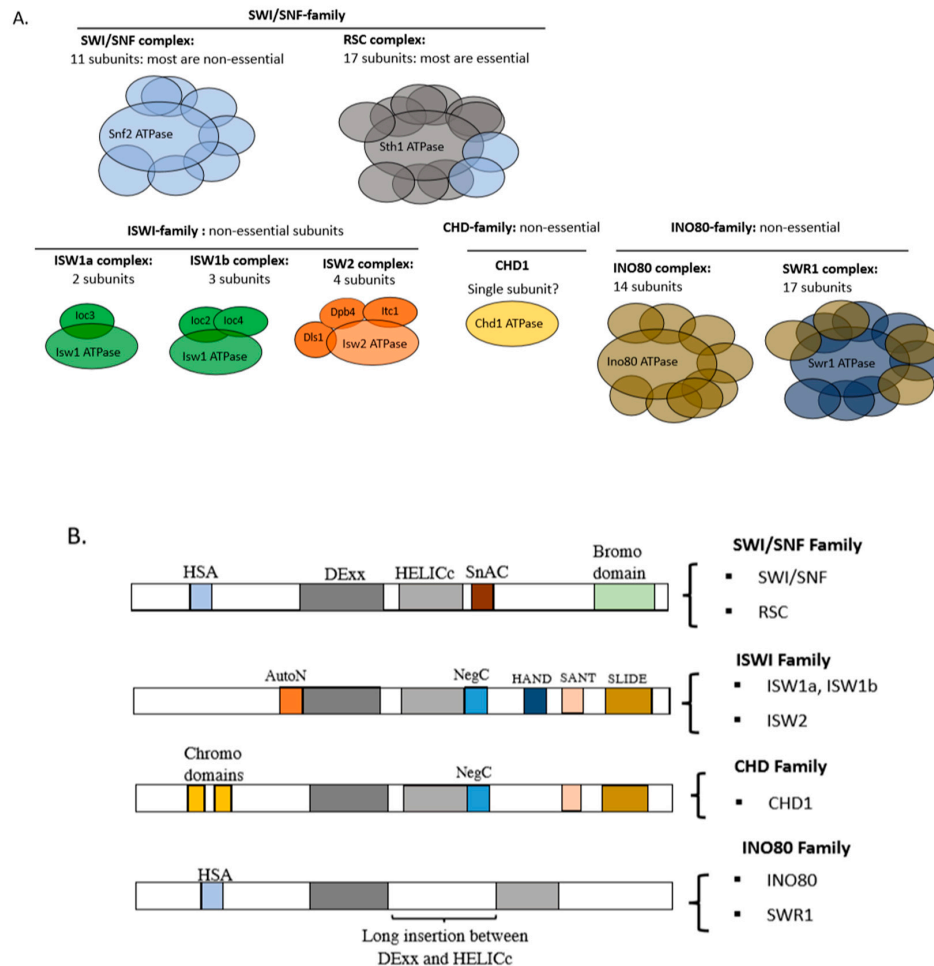 A.
SWI/SNF-family
SWI/SNF complex:
11 subunits: most are non-essential
Snf2 ATPase
RSC complex:
17 subunits: most are essential
Sth1 ATPase
ISWI-family : non-essential subunits
ISW1a complex:
2 subunits
Ioc3
Isw1 ATPase
ISW1b complex:
3 subunits
Ioc2
Ioc4
Isw1 ATPase
ISW2 complex:
4 subunits
Dpb4
Itc1
Dls1
Isw2 ATPase
CHD-family: non-essential
CHD1
Single subunit?
Chd1 ATPase
INO80-family: non-essential
INO80 complex:
14 subunits
Ino80 ATPase
SWR1 complex:
17 subunits
Swr1 ATPase
B.
HSA
DExx
HELICc
SnAC
Bromo
domain
SWI/SNF Family
▪ SWI/SNF
▪ RSC
AutoN
NegC
HAND
SANT
SLIDE
ISWI Family
▪ ISW1a, ISW1b
▪ ISW2
Chromo
domains
NegC
CHD Family
▪ CHD1
HSA
Long insertion between
DExx and HELICc
INO80 Family
▪ INO80
▪ SWR1